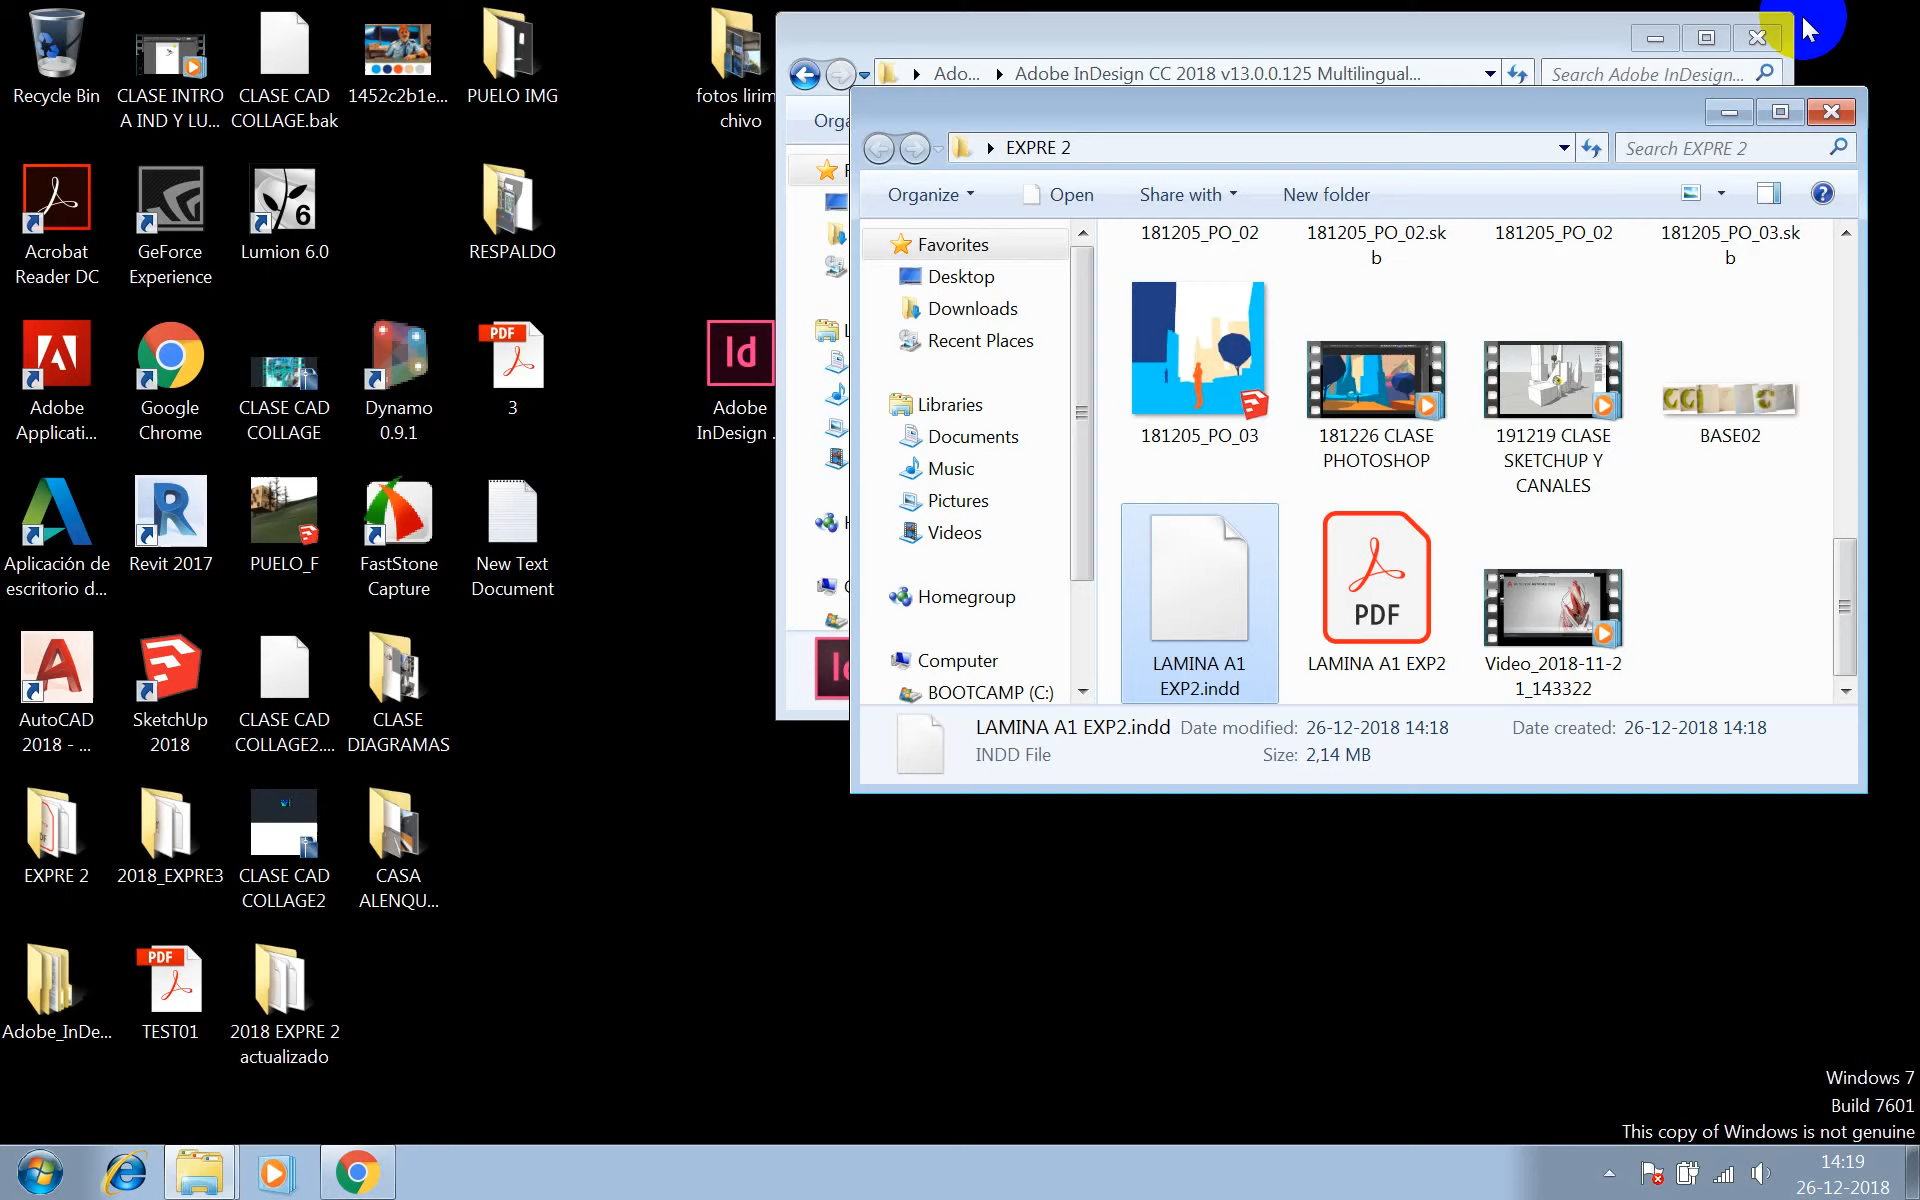 Recycle Bin
CLASE INTRO
A IND Y LU...
CLASE CAD
COLLAGE.bak
1452c2b1e...
PUELO IMG
fotos lirim
chivo
Acrobat
Reader DC
GeForce
Experience
6
Lumion 6.0
RESPALDO
Adobe
Applicati...
Google
Chrome
CLASE CAD
COLLAGE
Dynamo
0.9.1
PDF
3
Id
Adobe
InDesign .
Aplicación de
escritorio d...
Revit 2017
PUELO_F
FastStone
Capture
New Text
Document
AutoCAD
2018 - ...
SketchUp
2018
CLASE CAD
COLLAGE2....
CLASE
DIAGRAMAS
EXPRE 2
2018_EXPRE3
CLASE CAD
COLLAGE2
CASA
ALENQU...
Adobe_InDe...
PDF
TEST01
2018 EXPRE 2
actualizado
Ado...
Adobe InDesign CC 2018 v13.0.0.125 Multilingual...
Search Adobe InDesign...
Orga
EXPRE 2
Search EXPRE 2
Organize
Open
Share with
New folder
Favorites
Desktop
Downloads
Recent Places
Libraries
Documents
Music
Pictures
Videos
Homegroup
Computer
BOOTCAMP (C:)
181205_PO_02
181205_PO_02.sk
b
181205_PO_02
181205_PO_03.sk
b
181205_PO_03
181226 CLASE
PHOTOSHOP
191219 CLASE
SKETCHUP Y
CANALES
BASE02
LAMINA A1
EXP2.indd
PDF
LAMINA A1 EXP2
Video_2018-11-2
1_143322
LAMINA A1 EXP2.indd
Date modified: 26-12-2018 14:18
Date created: 26-12-2018 14:18
INDD File
Size: 2,14 MB
Windows 7
Build 7601
This copy of Windows is not genuine
14:19
26-12-2018